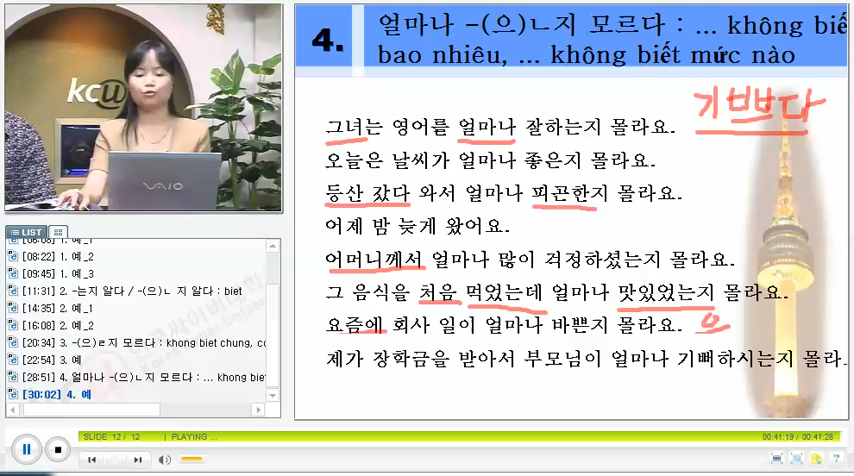 4.
얼마나 –(으)ㄴ지 모르다 : ... không biế
bao nhiêu, ... không biết mức nào
기쁘다
그녀는 영어를 얼마나 잘하는지 몰라요.
오늘은 날씨가 얼마나 좋은지 몰라요.
등산 갔다 와서 얼마나 피곤한지 몰라요.
어제 밤 늦게 왔어요.
어머니께서 얼마나 많이 걱정하셨는지 몰라요.
그 음식을 처음 먹었는데 얼마나 맛있었는지 몰라요.
요즘에 회사 일이 얼마나 바쁜지 몰라요. 으
제가 장학금을 받아서 부모님이 얼마나 기뻐하시는지 몰라.
kcu
VAIO
LIST
[06:08] 1. 예_1
[08:22] 1. 예_2
[09:45] 1. 예_3
[11:31] 2. -는지 알다 / -(으)ㄴ 지 알다 : biet
[14:35] 2. 예_1
[16:08] 2. 예_2
[20:34] 3. -(으)ㄹ지 모르다 : khong biet chung, co
[22:54] 3. 예
[28:51] 4. 얼마나 -(으)ㄴ지 모르다 : ... khong biet
[30:02] 4. 예
SLIDE 12 / 12 | PLAYING ...
00:41:19 / 00:41:28